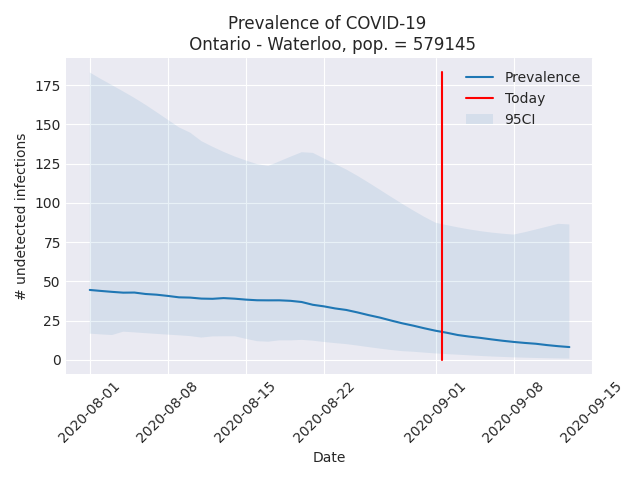 Prevalence of COVID-19
Ontario - Waterloo, pop. = 579145
Prevalence
Today
95CI
# undetected infections
175
150
125
100
75
50
25
0
2020-08-01
2020-08-08
2020-08-15
2020-08-22
2020-09-01
2020-09-08
2020-09-15
Date